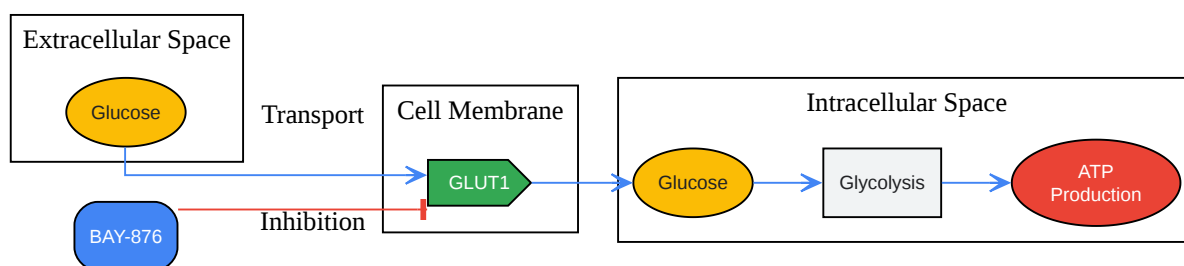 Extracellular Space
Glucose
Transport
Cell Membrane
GLUT1
Inhibition
BAY-876
Intracellular Space
Glucose
Glycolysis
ATP
Production